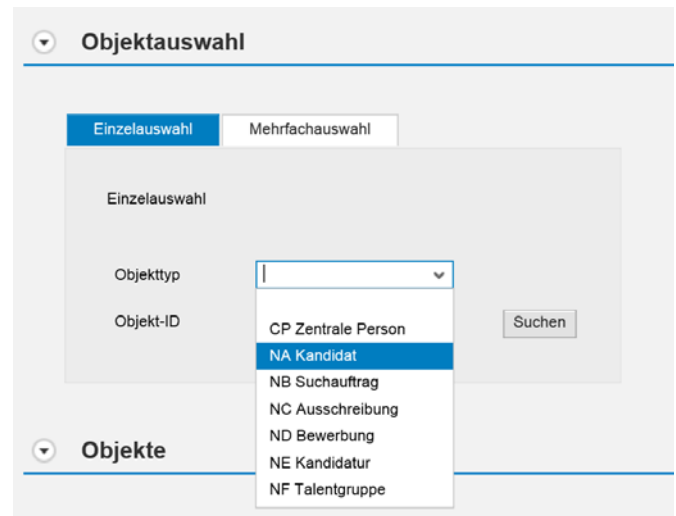 Objektauswahl
Einzelauswahl Mehrfachauswahl
Einzelauswahl
Objekttyp
Objekt-ID Suchen
CP Zentrale Person
NA Kandidat
NB Suchauftrag
NC Ausschreibung
ND Bewerbung
NE Kandidatur
NF Talentgruppe
Objekte